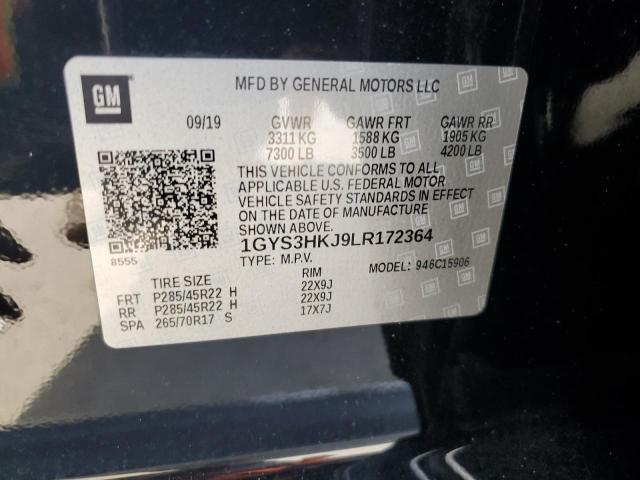 GM
MFD BY GENERAL MOTORS LLC
09/19 GVWR GAWR FRT GAWR RR
3311 KG 1588 KG 1905 KG
7300 LB 3500 LB 4200 LB
THIS VEHICLE CONFORMS TO ALL
APPLICABLE U.S. FEDERAL MOTOR
VEHICLE SAFETY STANDARDS IN EFFECT
ON THE DATE OF MANUFACTURE
SHOWN ABOVE.
8555
1GYS3HKJ9LR172364
TYPE: M.P.V. MODEL: 946C15906
TIRE SIZE RIM
FRT P285/45R22 H 22X9J
RR P285/45R22 H 22X9J
SPA 265/70R17 S 17X7J